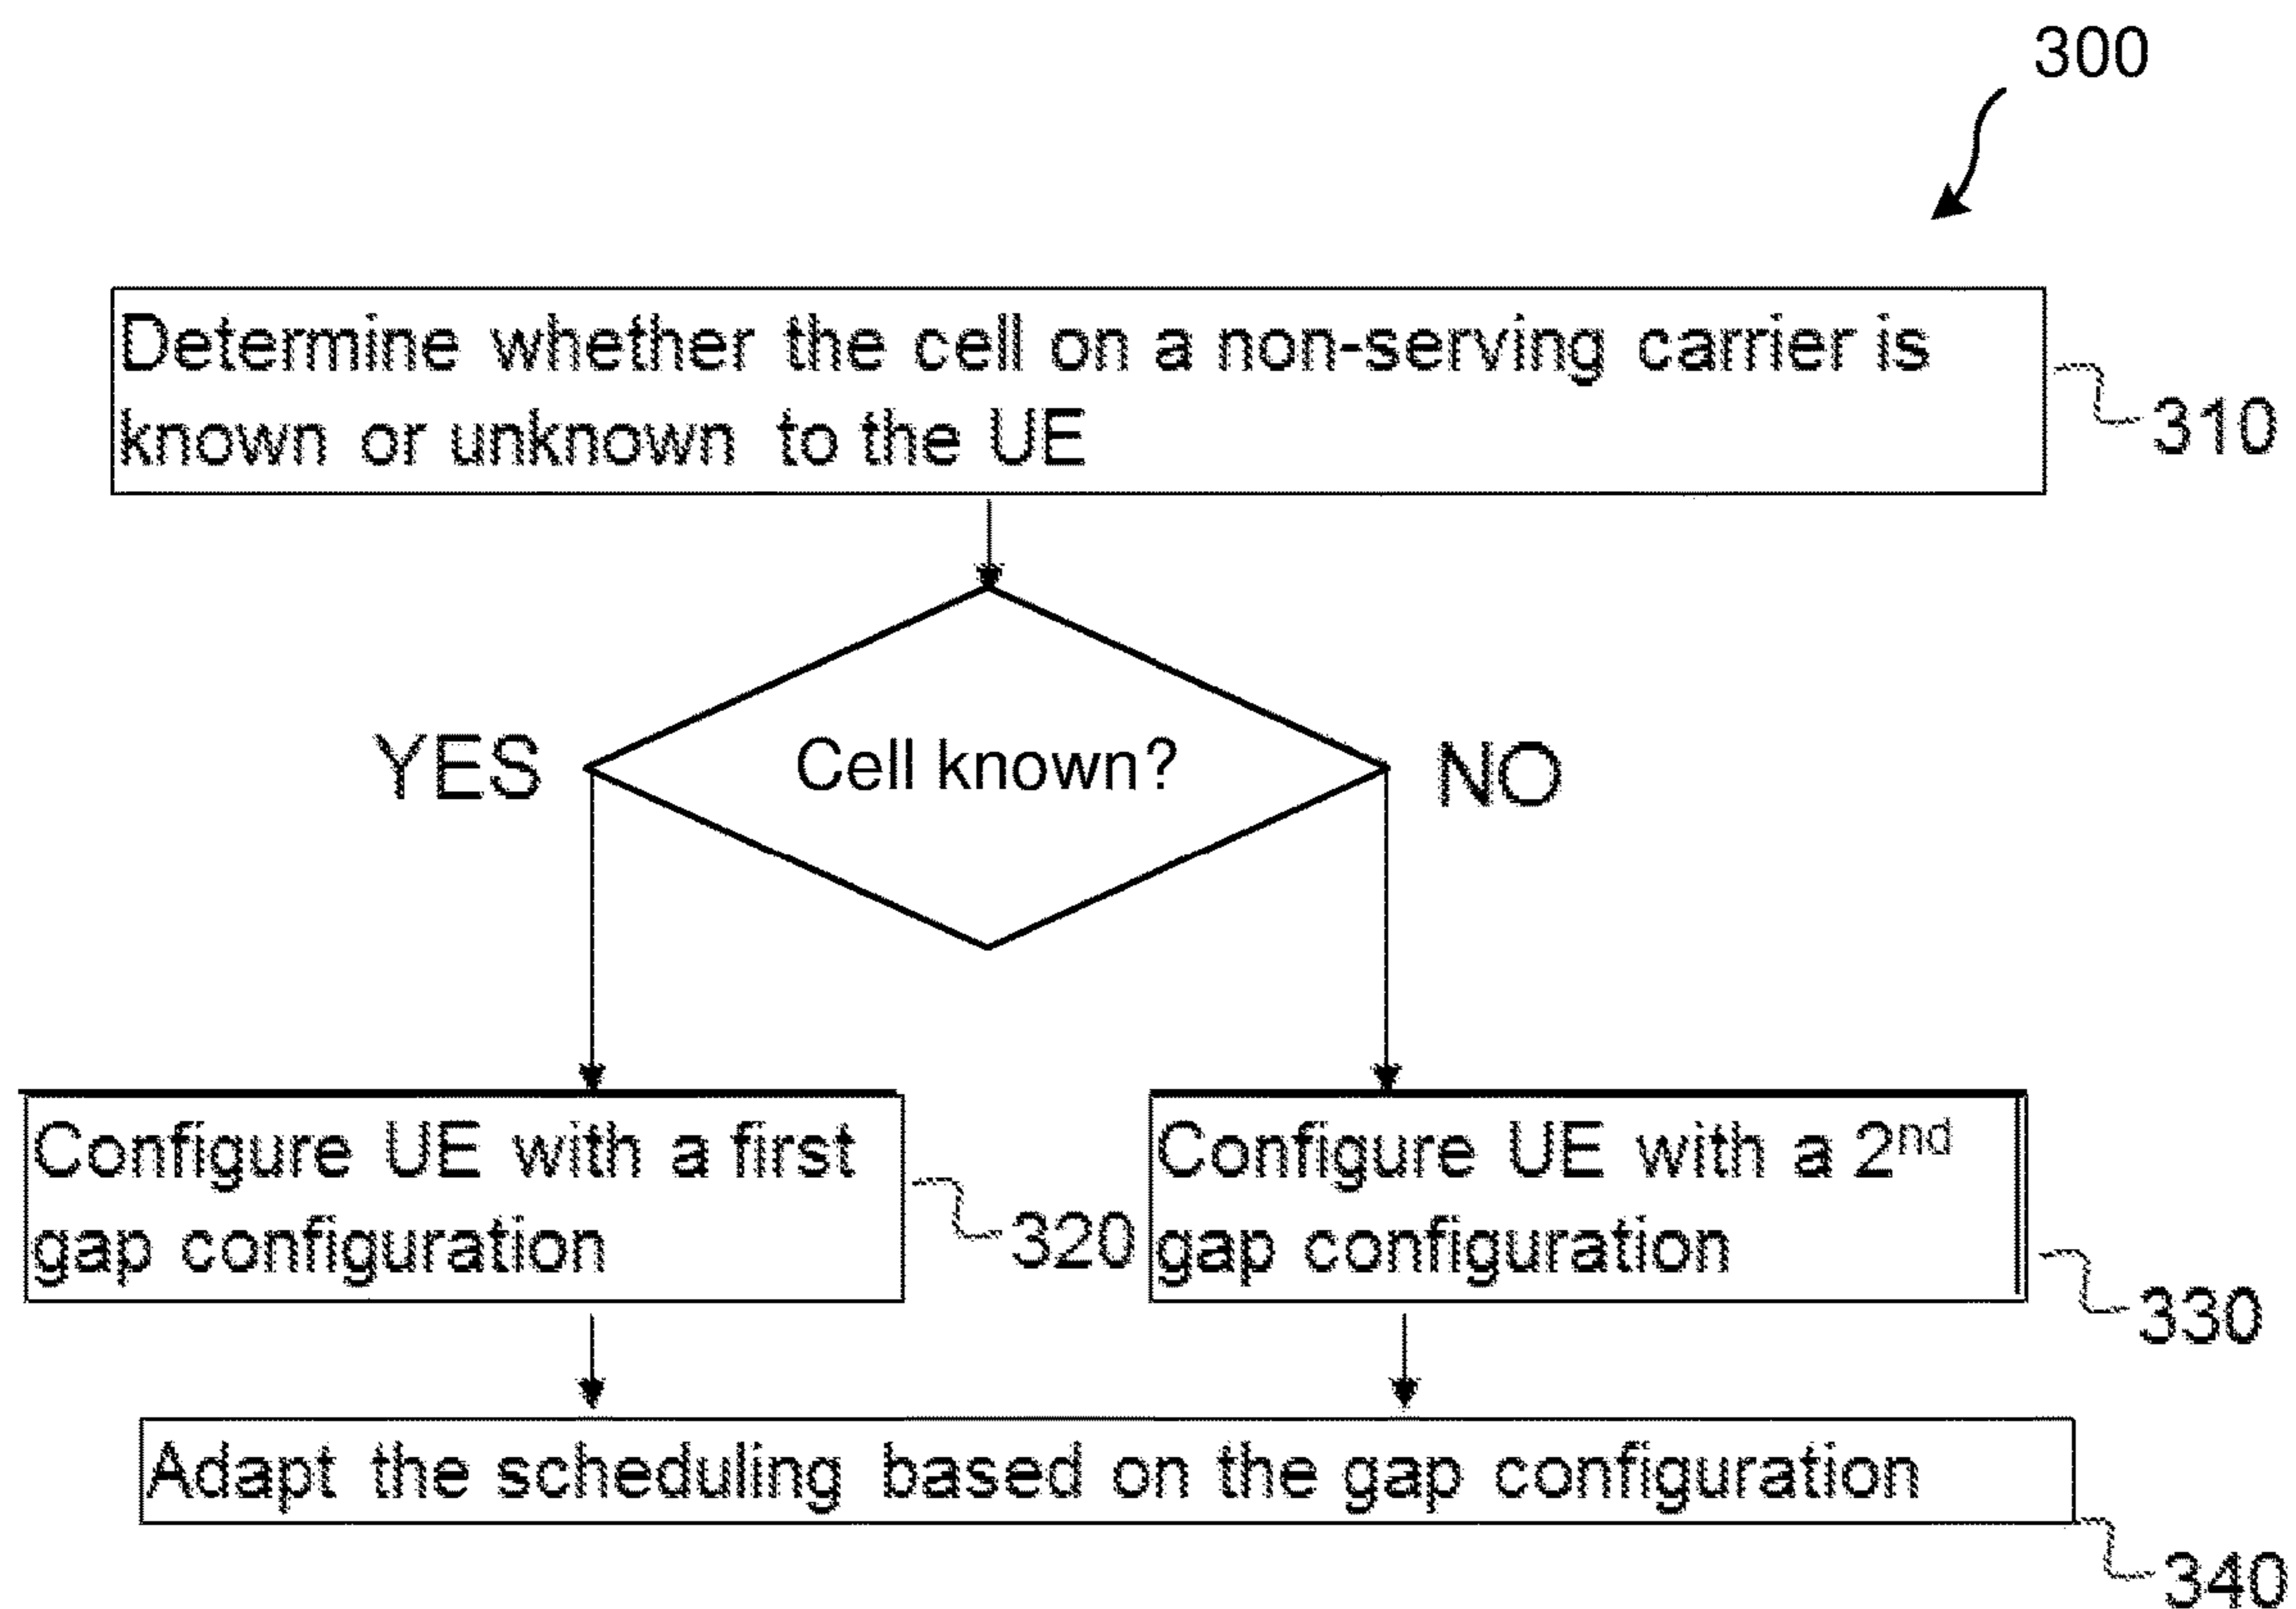 300
Determine whether the cell on a non-serving carrier is
known or unknown to the UE
310
YES
Cell known?
NO
Configure UE with a first
gap configuration
320
Configure UE with a 2nd
gap configuration
330
Adapt the scheduling based on the gap configuration
340